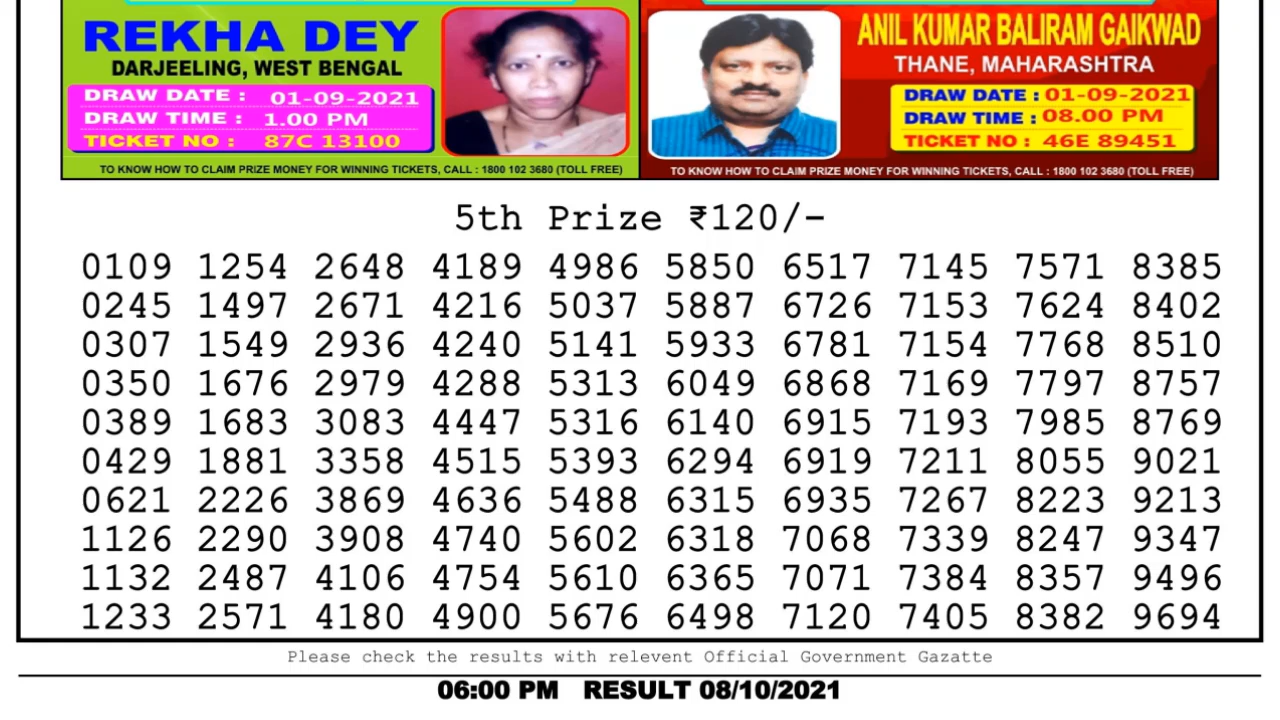 REKHA DEY
DARJEELING, WEST BENGAL
DRAW DATE : 01-09-2021
DRAW TIME : 1.00 PM
TICKET NO : 87C 13100
TO KNOW HOW TO CLAIM PRIZE MONEY FOR WINNING TICKETS, CALL : 1800 102 3680 (TOLL FREE)
ANIL KUMAR BALIRAM GAIKWAD
THANE, MAHARASHTRA
DRAW DATE : 01-09-2021
DRAW TIME : 08.00 PM
TICKET NO : 46E 89451
TO KNOW HOW TO CLAIM PRIZE MONEY FOR WINNING TICKETS, CALL : 1800 102 3680 (TOLL FREE)
5th Prize ₹120/-
0109 1254 2648 4189 4986 5850 6517 7145 7571 8385
0245 1497 2671 4216 5037 5887 6726 7153 7624 8402
0307 1549 2936 4240 5141 5933 6781 7154 7768 8510
0350 1676 2979 4288 5313 6049 6868 7169 7797 8757
0389 1683 3083 4447 5316 6140 6915 7193 7985 8769
0429 1881 3358 4515 5393 6294 6919 7211 8055 9021
0621 2226 3869 4636 5488 6315 6935 7267 8223 9213
1126 2290 3908 4740 5602 6318 7068 7339 8247 9347
1132 2487 4106 4754 5610 6365 7071 7384 8357 9496
1233 2571 4180 4900 5676 6498 7120 7405 8382 9694
Please check the results with relevent Official Government Gazatte
06:00 PM RESULT 08/10/2021